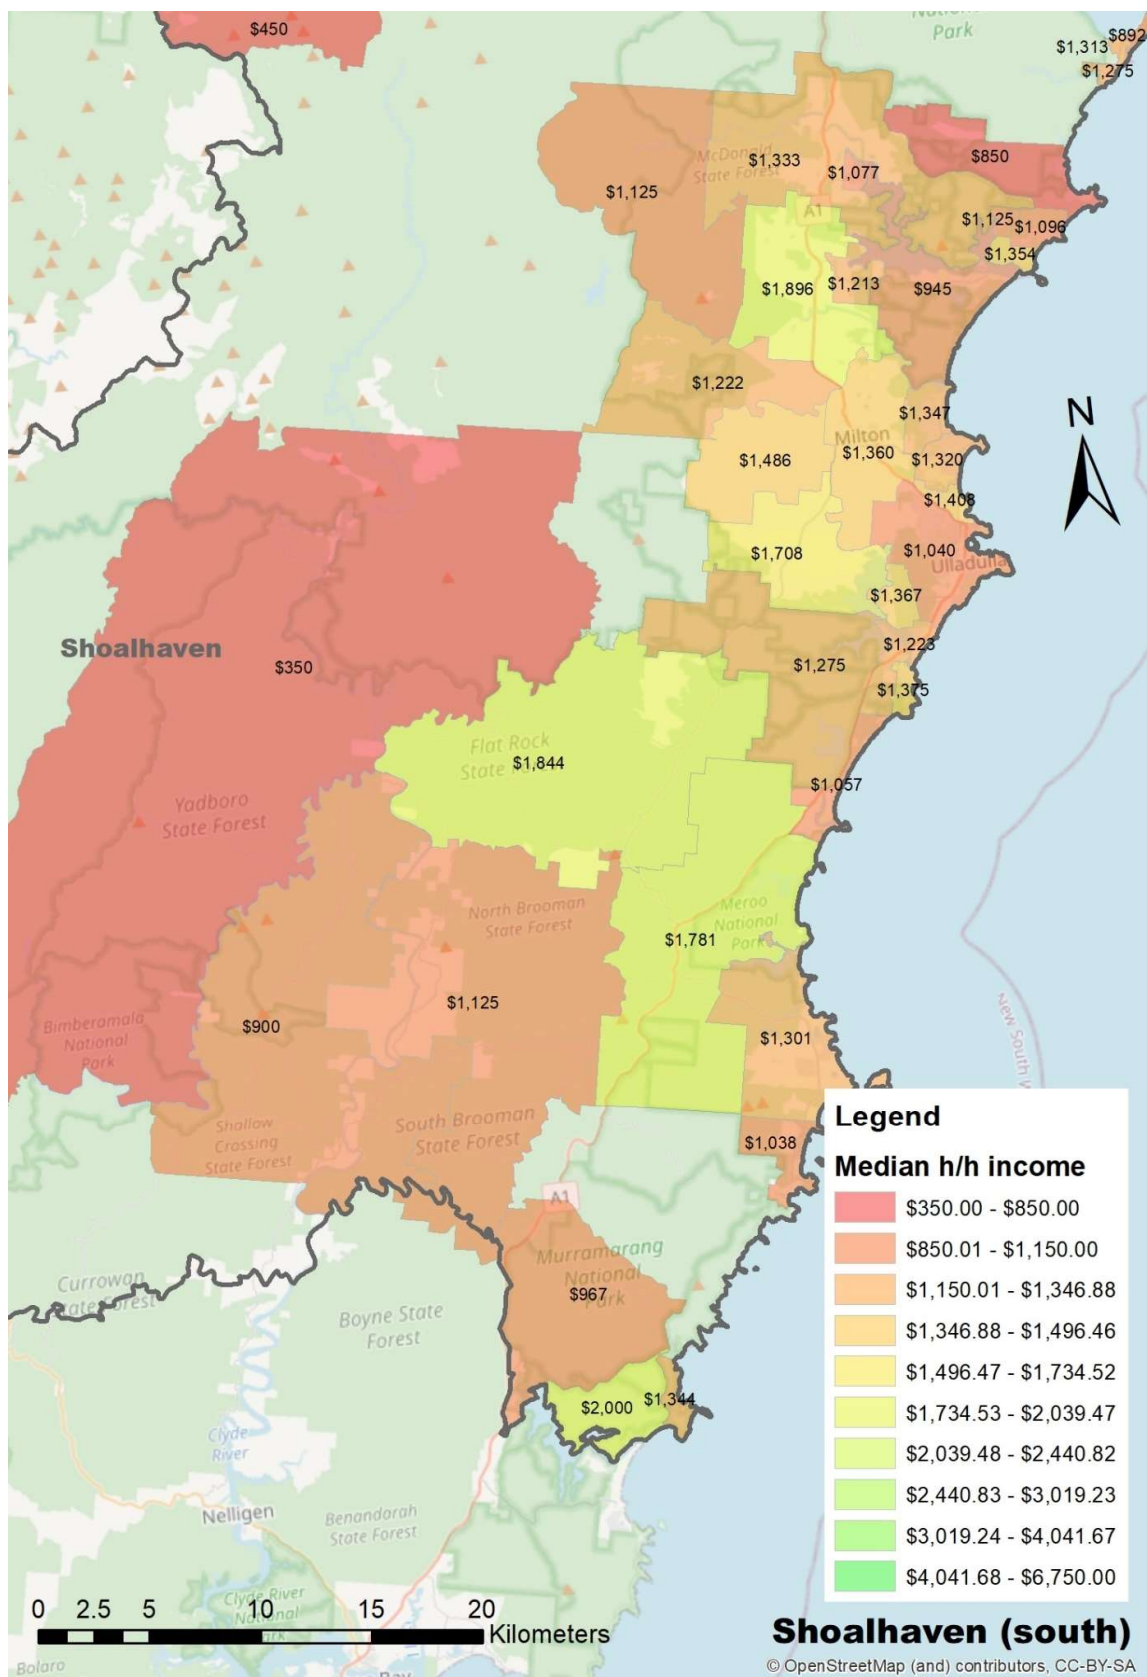 $450
National
Park
$1,313
$892
$1,275
McDonald
State Forest
$1,333
$1,077
$850
$1,125
A1
$1,125
$1,096
$1,354
$1,896
$1,213
$945
$1,222
$1,347
N
Milton
$1,486
$1,360
$1,320
$1,408
$1,708
$1,040
Ulladulla
$1,367
Shoalhaven
$350
$1,223
$1,275
$1,375
Flat Rock
State Forest
$1,844
$1,057
Yadboro
State Forest
Meroo
National
Park
North Brooman
State Forest
$1,781
$1,125
$900
Bimberamala
National
Park
$1,301
New South
Shallow
Crossing
State Forest
South Brooman
State Forest
$1,038
A1
Murramarang
National
Park
$967
Currowan
State Forest
Boyne State
Forest
$2,000
$1,344
Clyde
River
Nelligen
Benandarah
State Forest
Clyde River
National
Park
Bolaro
Bay
Legend
Median h/h income
$350.00 - $850.00
$850.01 - $1,150.00
$1,150.01 - $1,346.88
$1,346.88 - $1,496.46
$1,496.47 - $1,734.52
$1,734.53 - $2,039.47
$2,039.48 - $2,440.82
$2,440.83 - $3,019.23
$3,019.24 - $4,041.67
$4,041.68 - $6,750.00
0 2.5 5 10 15 20
Kilometers
Shoalhaven (south)
© OpenStreetMap (and) contributors, CC-BY-SA